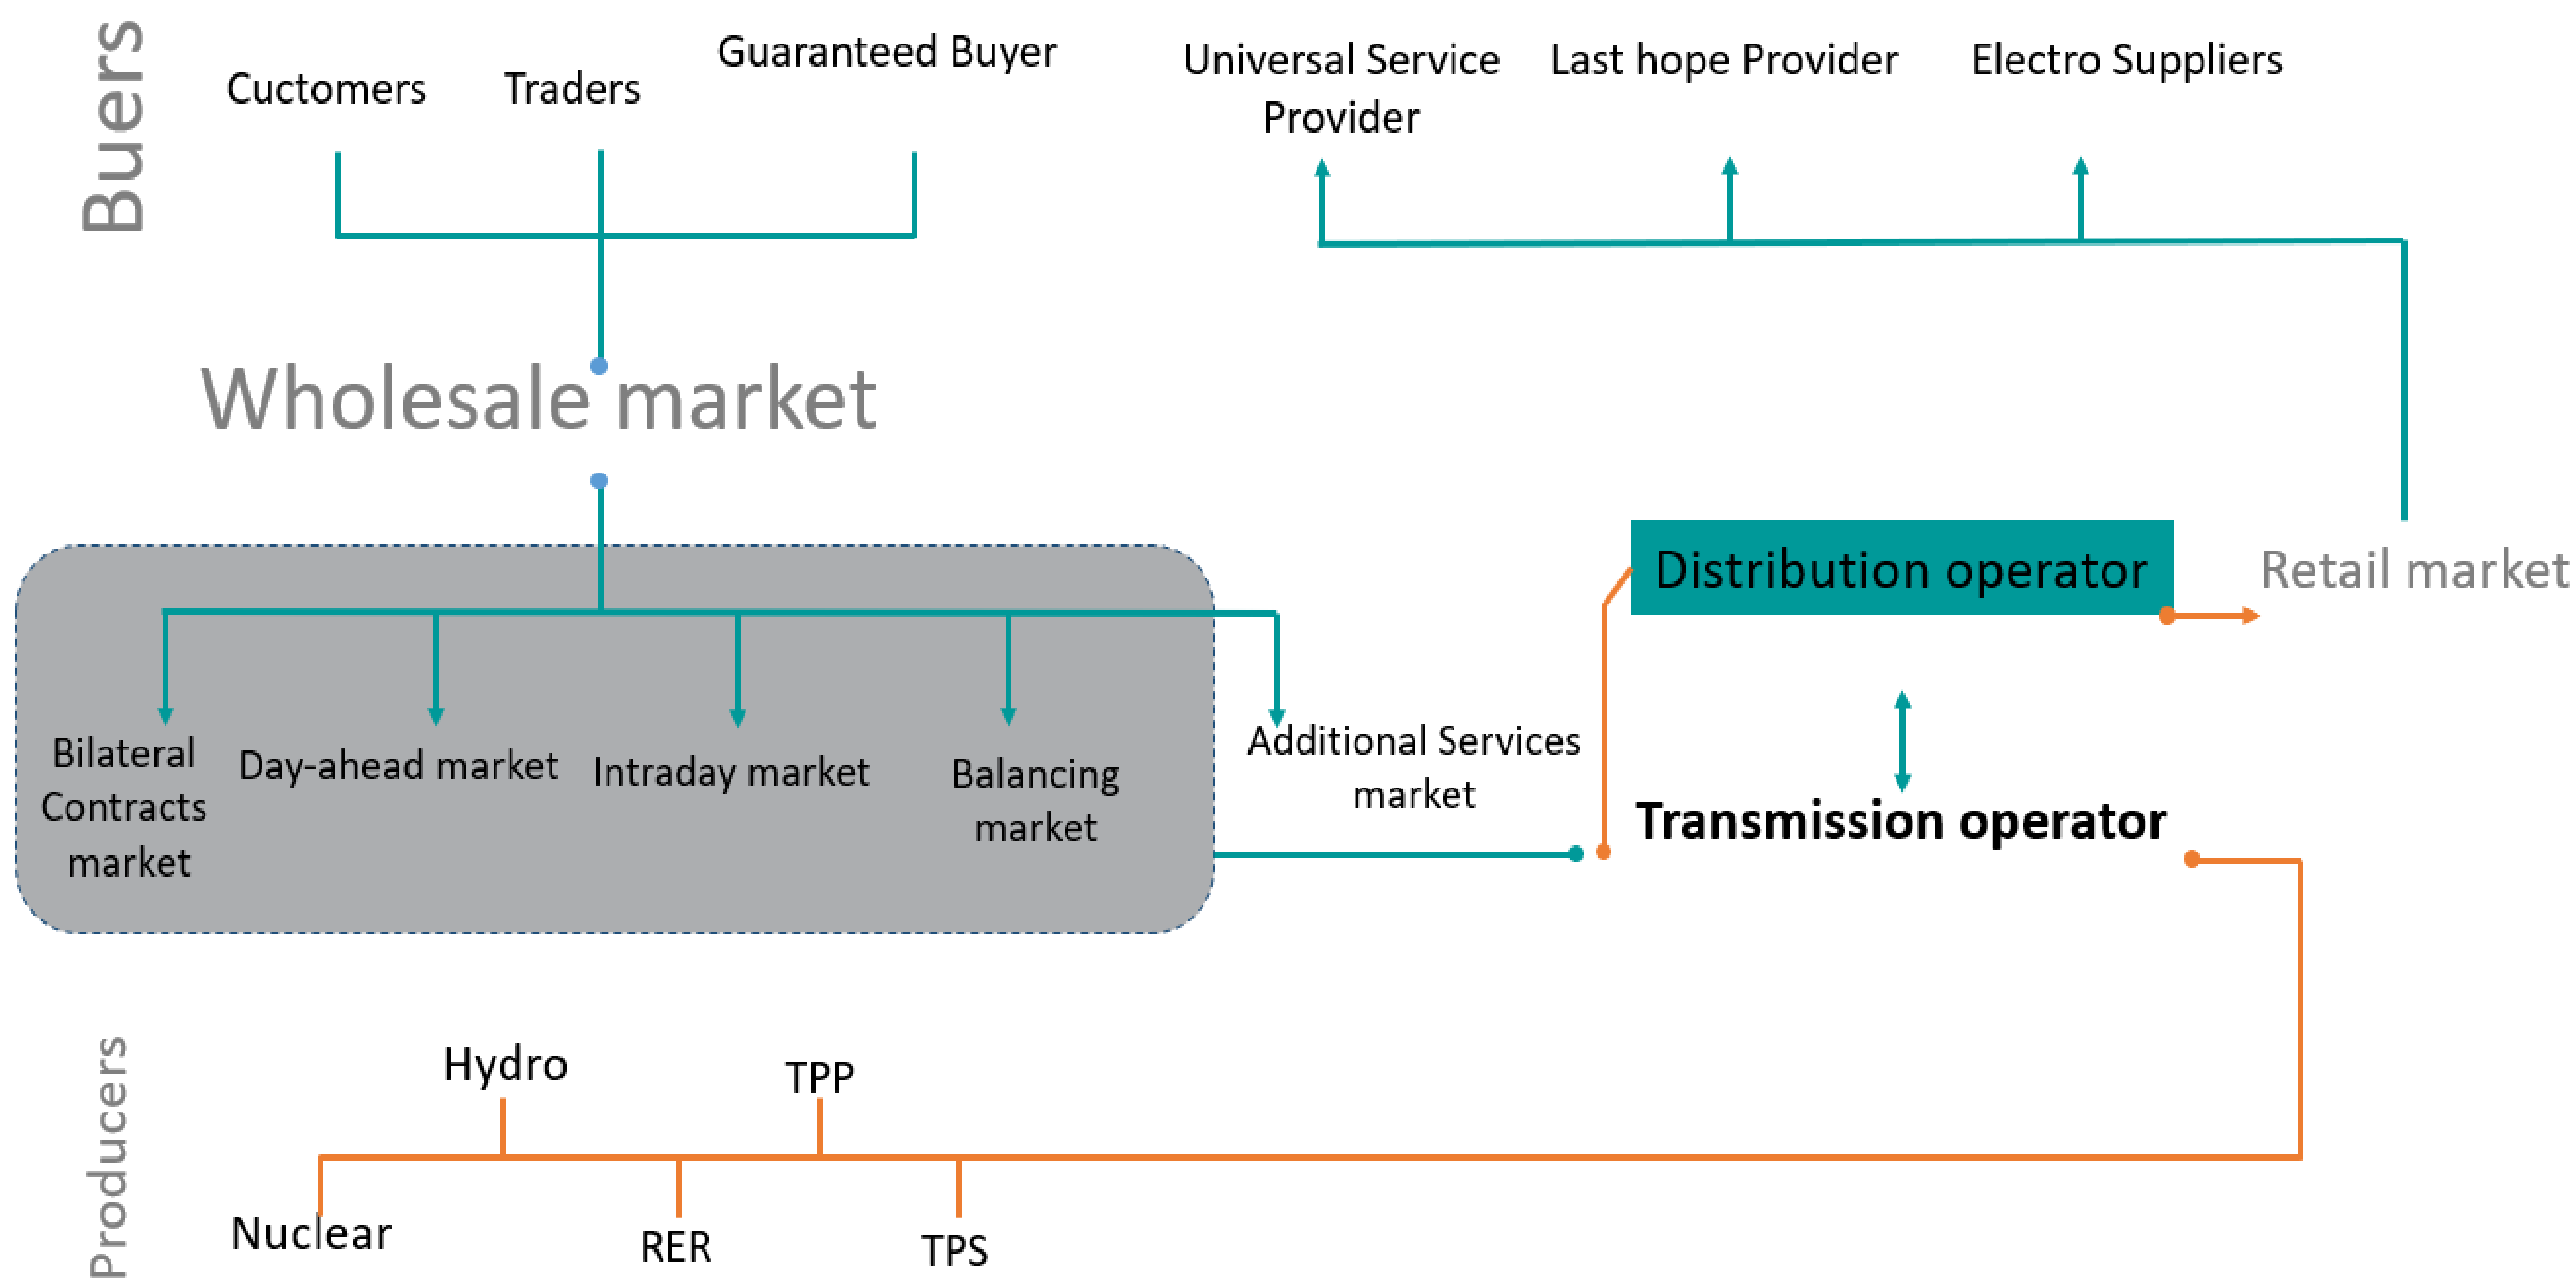 Buers
Cuctomers
Traders
Guaranteed Buyer
Universal Service
Provider
Last hope Provider
Electro Suppliers
Wholesale market
Distribution operator
Retail market
Bilateral
Contracts
market
Day-ahead market
Intraday market
Balancing
market
Additional Services
market
Transmission operator
Producers
Hydro
TPP
Nuclear
RER
TPS